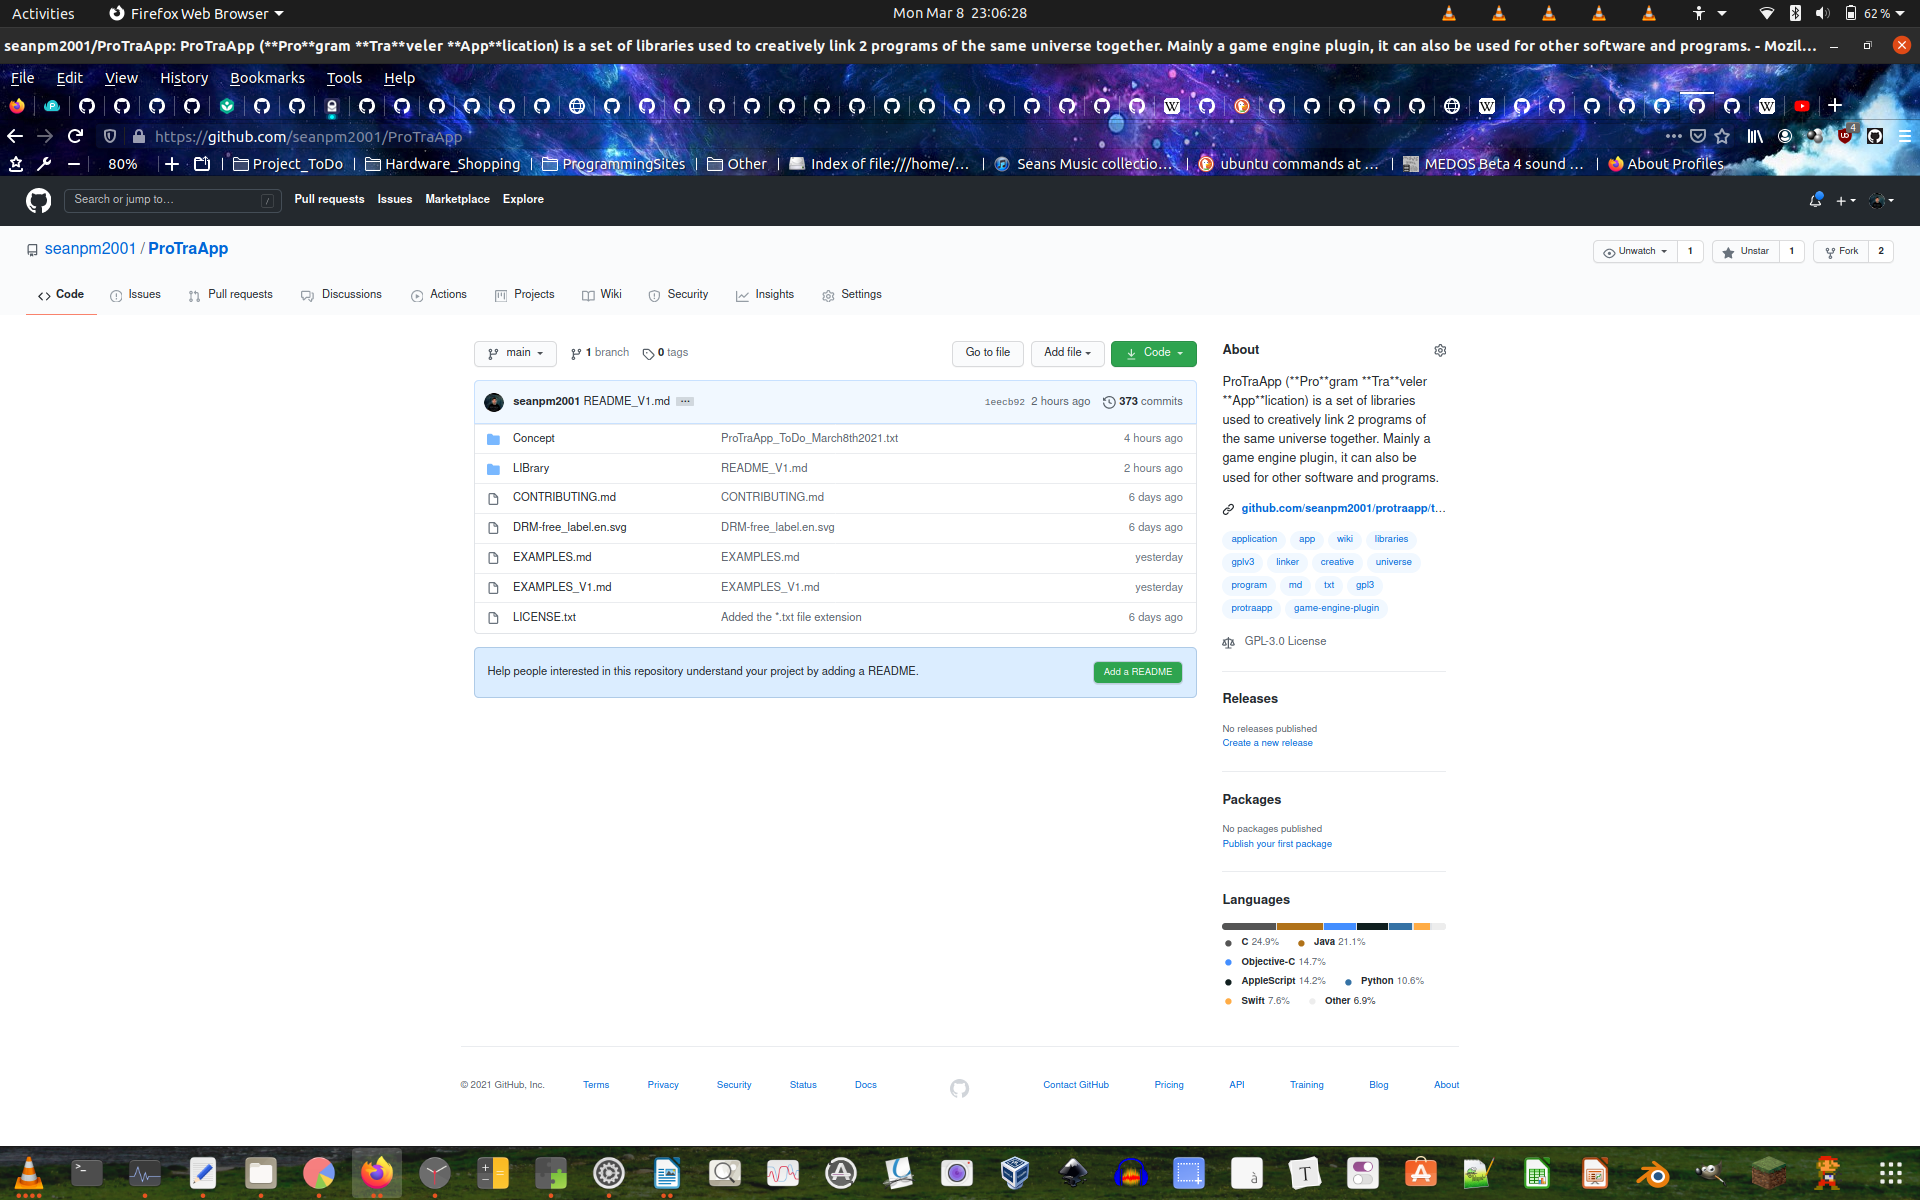 Activities
Firefox Web Browser
Mon Mar 8 23:06:28
62 %
seanpm2001/ProTraApp: ProTraApp (**Pro**gram **Tra**veler **App**lication) is a set of libraries used to creatively link 2 programs of the same universe together. Mainly a game engine plugin, it can also be used for other software and programs. - Mozil...
File Edit View History Bookmarks Tools Help
https://github.com/seanpm2001/ProTraApp
4
80%
Project_ToDo
Hardware_Shopping
ProgrammingSites
Other
Index of file:///home/...
Seans Music collectio...
ubuntu commands at ...
MEDOS Beta 4 sound ...
About Profiles
Search or jump to...
/
Pull requests Issues Marketplace Explore
seanpm2001 / ProTraApp
Unwatch 1
Unstar 1
Fork 2
Code
Issues
Pull requests
Discussions
Actions
Projects
Wiki
Security
Insights
Settings
main
1 branch
0 tags
Go to file
Add file
Code
seanpm2001 README_V1.md
1eecb92 2 hours ago
373 commits
Concept ProTraApp_ToDo_March8th2021.txt 4 hours ago
LIBrary README_V1.md 2 hours ago
CONTRIBUTING.md CONTRIBUTING.md 6 days ago
DRM-free_label.en.svg DRM-free_label.en.svg 6 days ago
EXAMPLES.md EXAMPLES.md yesterday
EXAMPLES_V1.md EXAMPLES_V1.md yesterday
LICENSE.txt Added the *.txt file extension 6 days ago
Help people interested in this repository understand your project by adding a README.
Add a README
About
ProTraApp (**Pro**gram **Tra**veler
**App**lication) is a set of libraries
used to creatively link 2 programs of
the same universe together. Mainly a
game engine plugin, it can also be
used for other software and programs.
github.com/seanpm2001/protraapp/t...
application app wiki libraries
gplv3 linker creative universe
program md txt gpl3
protraapp game-engine-plugin
GPL-3.0 License
Releases
No releases published
Create a new release
Packages
No packages published
Publish your first package
Languages
C 24.9% Java 21.1%
Objective-C 14.7%
AppleScript 14.2% Python 10.6%
Swift 7.6% Other 6.9%
© 2021 GitHub, Inc. Terms Privacy Security Status Docs
Contact GitHub Pricing API Training Blog About